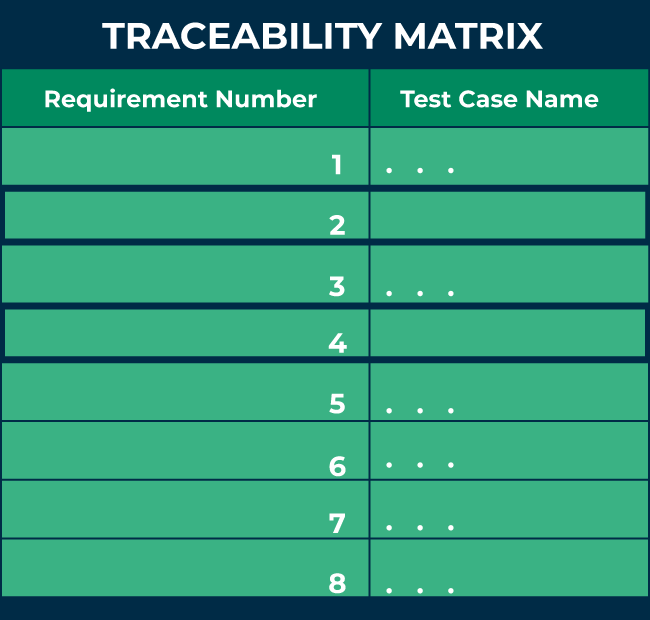 TRACEABILITY MATRIX
Requirement Number Test Case Name
1 . . .
2
3 . . .
4
5 . . .
6 . . .
7 . . .
8 . . .